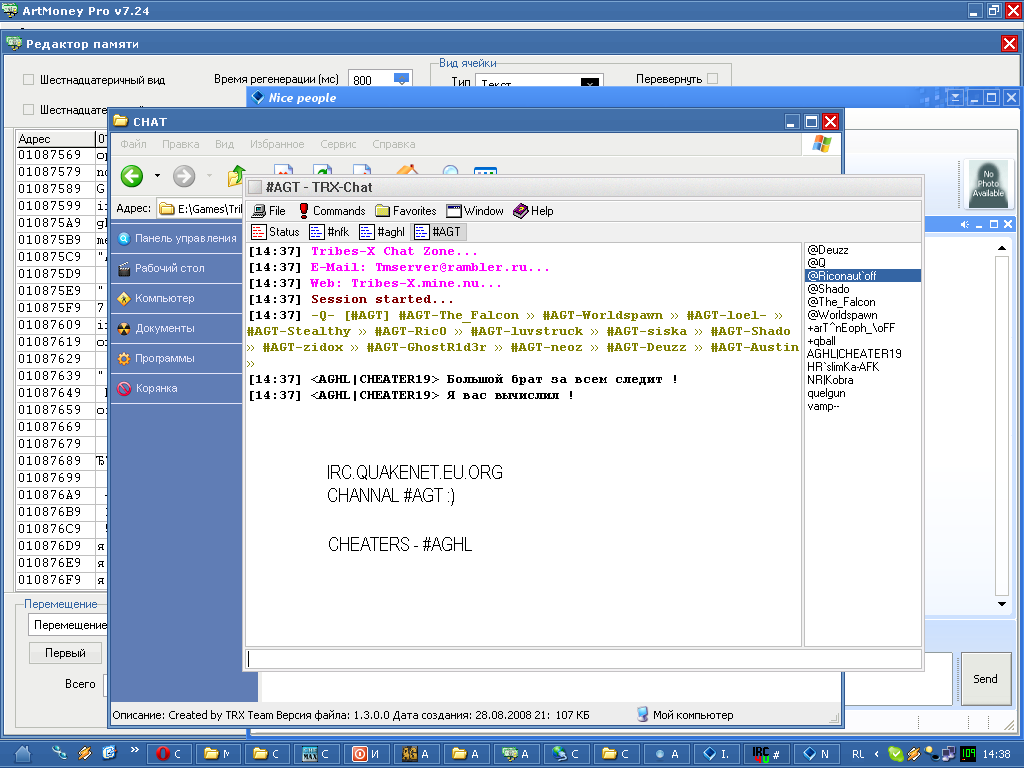 ArtMoney Pro v7.24
Редактор памяти
Шестнадцатеричный вид
Время регенерации (мс)
800
Вид ячейки
Тип
Текст
Перевернуть
Nice people
CHAT
Файл Правка Вид Избранное Сервис Справка
Адрес: E:\Games\Tri
No
Photo
Available
#AGT - TRX-Chat
File Commands Favorites Window Help
Status #nfk #aghl #AGT
[14:37] Tribes-X Chat Zone...
[14:37] E-Mail: Tmserver@rambler.ru...
[14:37] Web: Tribes-X.mine.nu...
[14:37] Session started...
[14:37] -Q- [#AGT] #AGT-The_Falcon » #AGT-Worldspawn » #AGT-loel- »
#AGT-Stealthy » #AGT-Ric0 » #AGT-luvstruck » #AGT-siska » #AGT-Shado
» #AGT-zidox » #AGT-GhostR1d3r » #AGT-neoz » #AGT-Deuzz » #AGT-Austin
»
[14:37] <AGHL|CHEATER19> Большой брат за всем следит !
[14:37] <AGHL|CHEATER19> Я вас вычислил !
IRC.QUAKENET.EU.ORG
CHANNAL #AGT :)
CHEATERS - #AGHL
@Deuzz
@Q
@Riconaut`off
@Shado
@The_Falcon
@Worldspawn
+arT^nEoph_\oFF
+qball
AGHL|CHEATER19
HR`slimKa-AFK
NR|Kobra
quelgun
vamp--
Панель управления
Рабочий стол
Компьютер
Документы
Программы
Корянка
Адрес
01087569
01087579
01087589
01087599
010875A9
010875B9
010875C9
010875D9
010875E9
010875F9
01087609
01087619
01087629
01087639
01087649
01087659
01087669
01087679
01087689
01087699
010876A9
010876B9
010876C9
010876D9 я
010876E9 я
010876F9 я
Перемещение
Перемещение
Первый
Всего
Send
Описание: Created by TRX Team Версия файла: 1.3.0.0 Дата создания: 28.08.2008 21: 107 КБ
Мой компьютер
RL
109
14:38